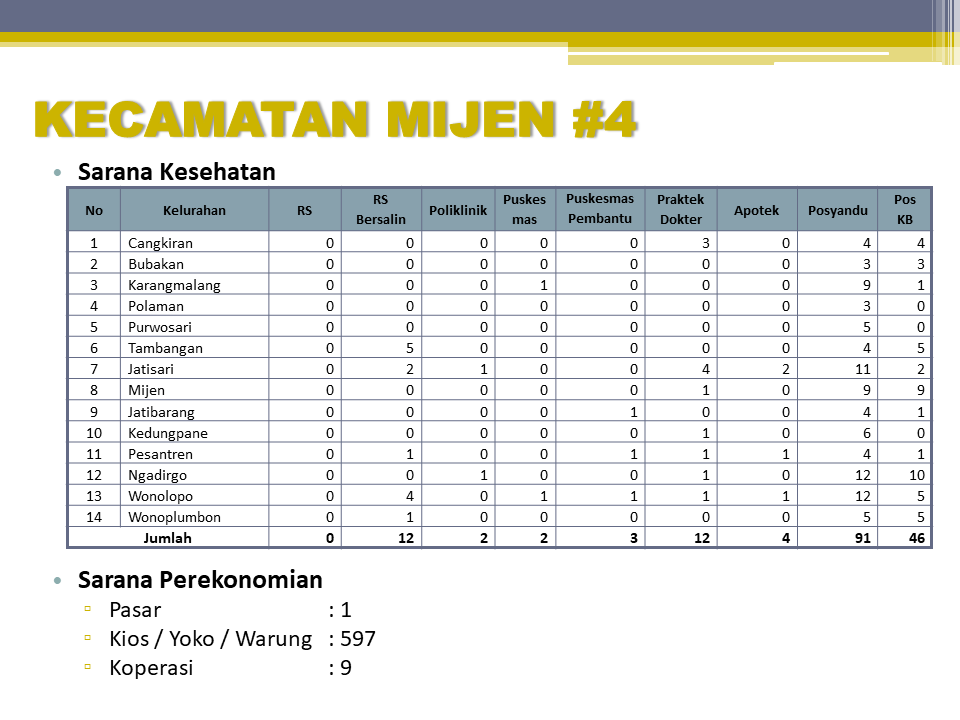 KECAMATAN MIJEN #4
• Sarana Kesehatan
No Kelurahan RS RS Bersalin Poliklinik Puskes mas Puskesmas Pembantu Praktek Dokter Apotek Posyandu Pos KB
1 Cangkiran 0 0 0 0 0 3 0 4 4
2 Bubakan 0 0 0 0 0 0 0 3 3
3 Karangmalang 0 0 0 1 0 0 0 9 1
4 Polaman 0 0 0 0 0 0 0 3 0
5 Purwosari 0 0 0 0 0 0 0 5 0
6 Tambangan 0 5 0 0 0 0 0 4 5
7 Jatisari 0 2 1 0 0 4 2 11 2
8 Mijen 0 0 0 0 0 1 0 9 9
9 Jatibarang 0 0 0 0 1 0 0 4 1
10 Kedungpane 0 0 0 0 0 1 0 6 0
11 Pesantren 0 1 0 0 1 1 1 4 1
12 Ngadirgo 0 0 1 0 0 1 0 12 10
13 Wonolopo 0 4 0 1 1 1 1 12 5
14 Wonoplumbon 0 1 0 0 0 0 0 5 5
Jumlah 0 12 2 2 3 12 4 91 46
• Sarana Perekonomian
Pasar : 1
Kios / Yoko / Warung : 597
Koperasi : 9